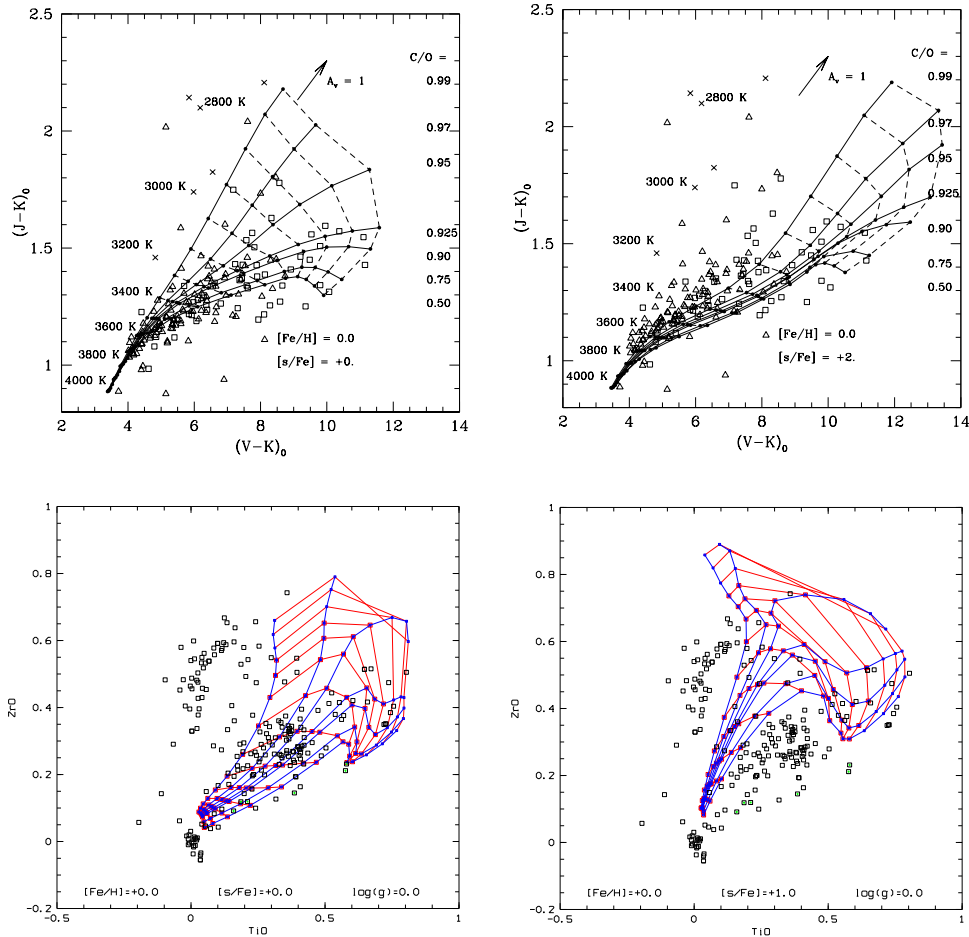 2.5
2
1.5
1
2
4
6
8
10
12
14
(J−K)₀
(V−K)₀
C/O =
0.99
0.97
0.95
0.925
0.90
0.75
0.50
Aᵥ = 1
2800 K
3000 K
3200 K
3400 K
3600 K
3800 K
4000 K
[Fe/H] = 0.0
[s/Fe] = +0.
2.5
2
1.5
1
2
4
6
8
10
12
14
(J−K)₀
(V−K)₀
C/O =
0.99
0.97
0.95
0.925
0.90
0.75
0.50
Aᵥ = 1
2800 K
3000 K
3200 K
3400 K
3600 K
3800 K
4000 K
[Fe/H] = 0.0
[s/Fe] = +2.
1
0.8
0.6
0.4
0.2
0
-0.2
-0.5
0
0.5
1
ZrO
TiO
[Fe/H]=+0.0
[s/Fe]=+0.0
log(g)=0.0
1
0.8
0.6
0.4
0.2
0
-0.2
-0.5
0
0.5
1
ZrO
TiO
[Fe/H]=+0.0
[s/Fe]=+1.0
log(g)=0.0